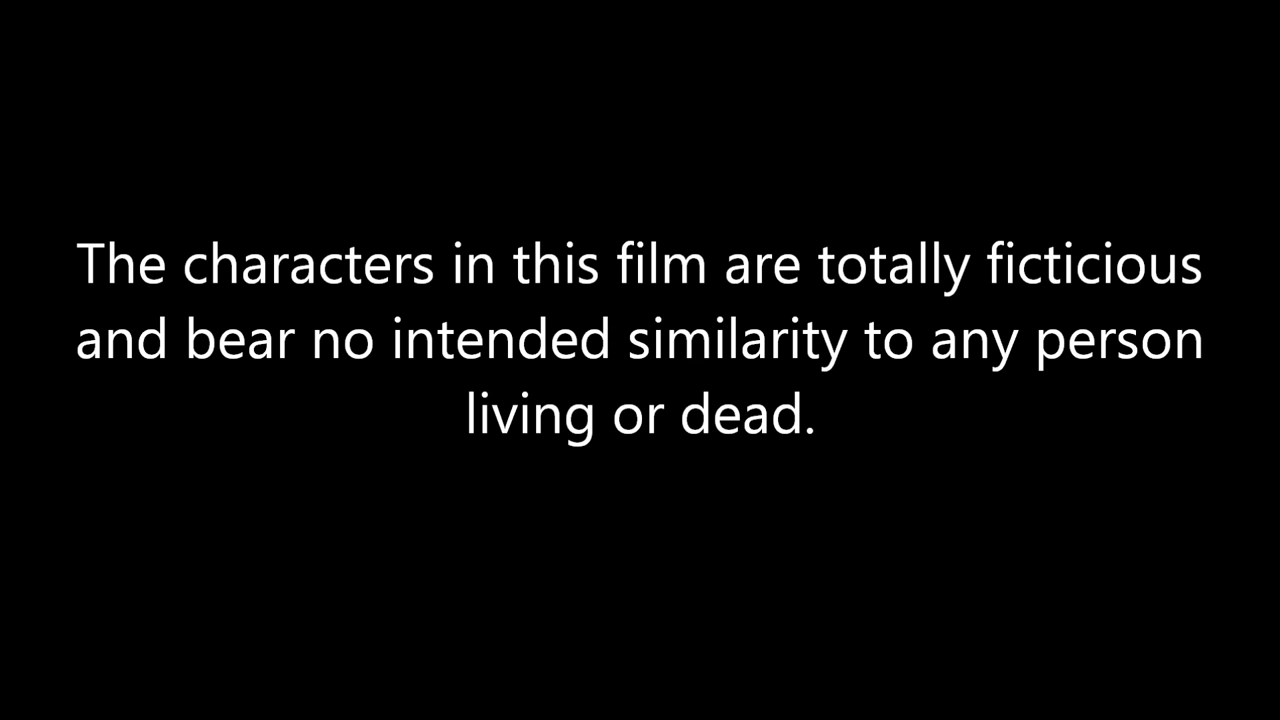 The characters in this film are totally ficticious
and bear no intended similarity to any person
living or dead.